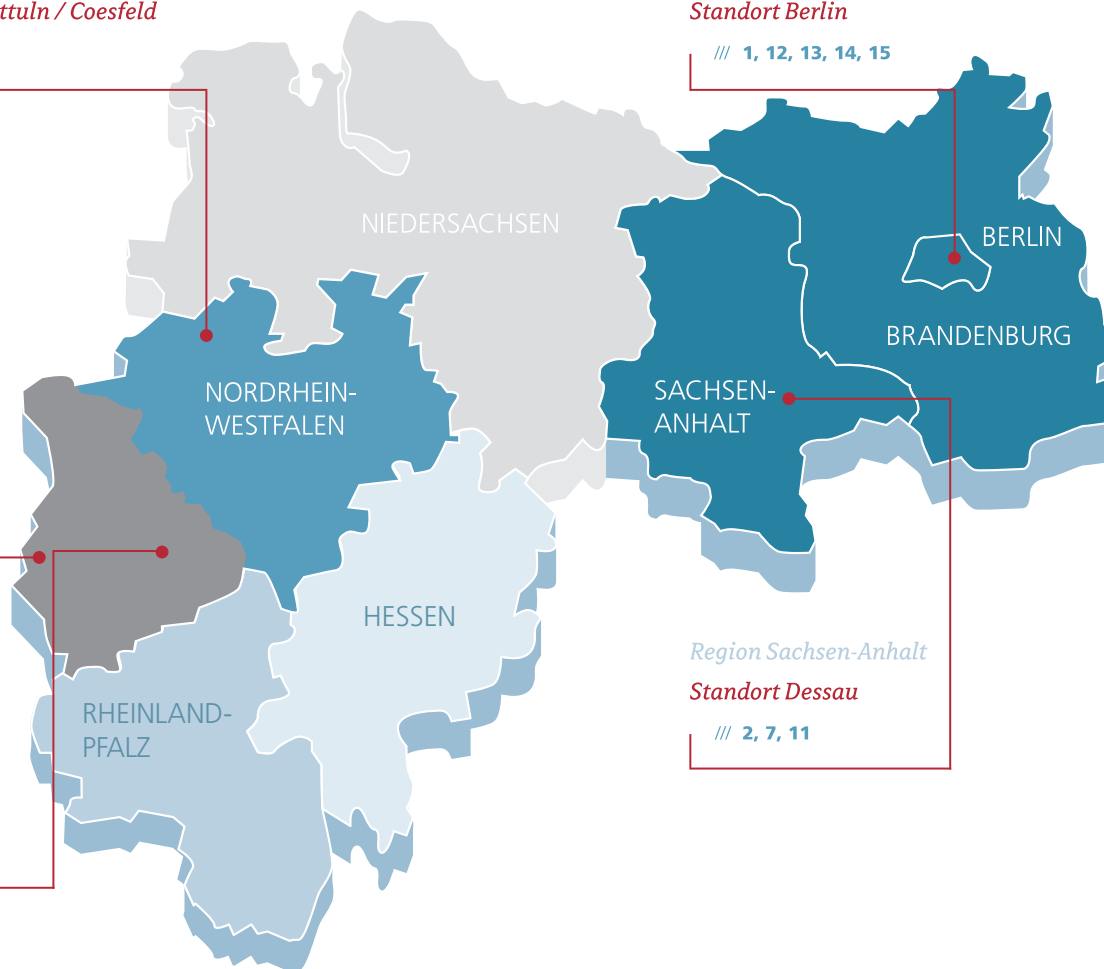 ttuln / Coesfeld
Standort Berlin
/// 1, 12, 13, 14, 15
NIEDERSACHSEN
BERLIN
BRANDENBURG
NORDRHEIN-
WESTFALEN
SACHSEN-
ANHALT
HESSEN
Region Sachsen-Anhalt
Standort Dessau
/// 2, 7, 11
RHEINLAND-
PFALZ